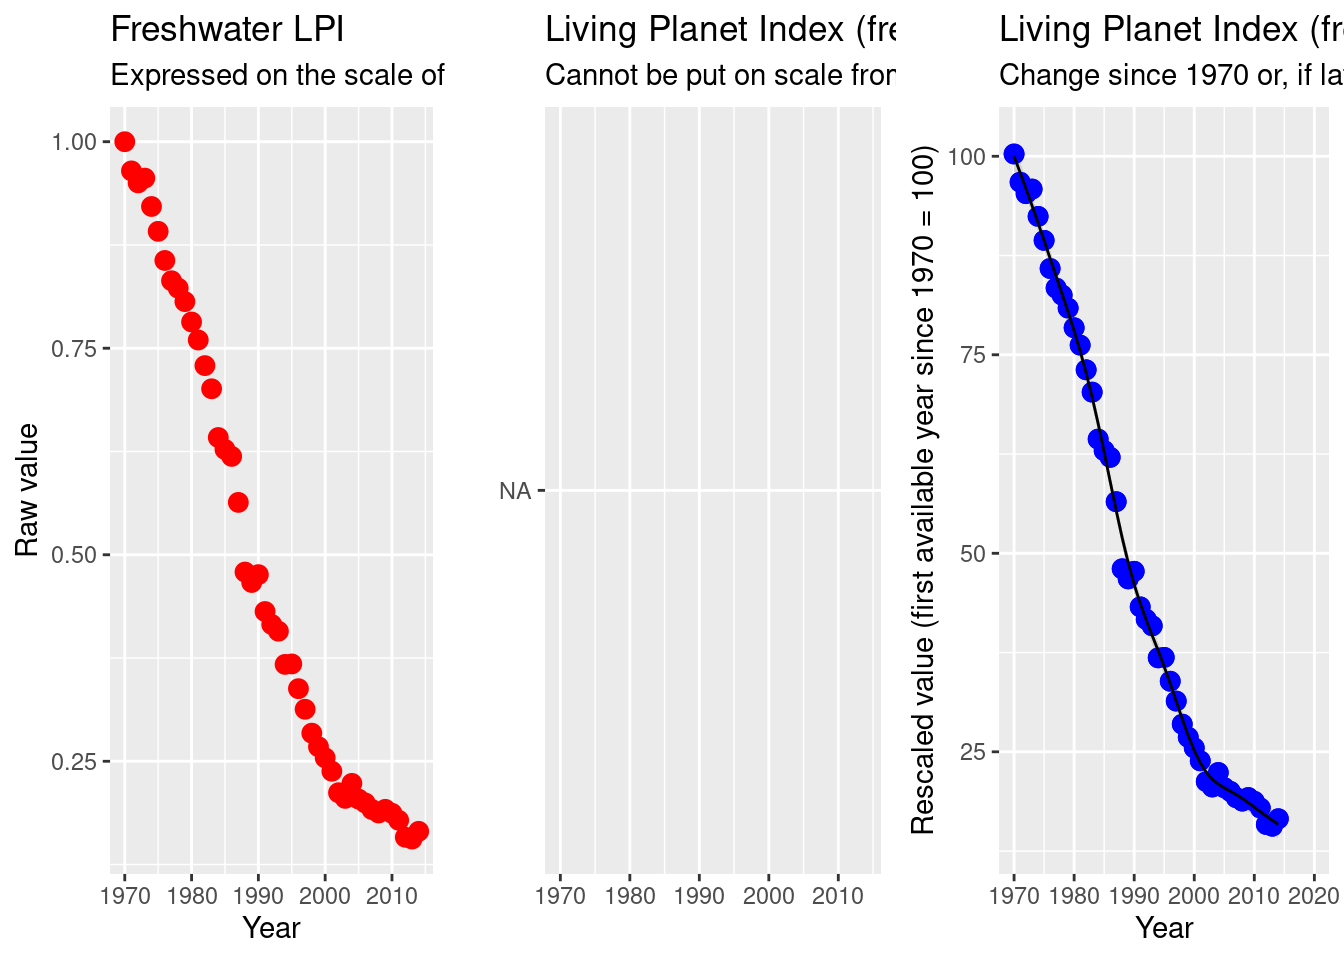 Freshwater LPI
Expressed on the scale of
1.00
0.75
0.50
0.25
Raw value
1970 1980 1990 2000 2010
Year
Living Planet Index (fre
Cannot be put on scale from
NA
1970 1980 1990 2000 2010
Living Planet Index (fr
Change since 1970 or, if la
100
75
50
25
Rescaled value (first available year since 1970 = 100)
1970 1980 1990 2000 2010 2020
Year